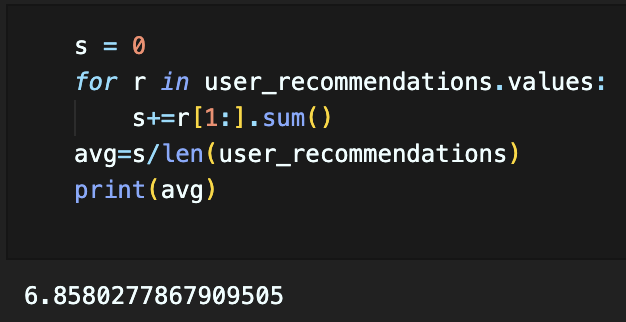 s = 0
for r in user_recommendations.values:
    s+=r[1:].sum()
avg=s/len(user_recommendations)
print(avg)
6.8580277867909505